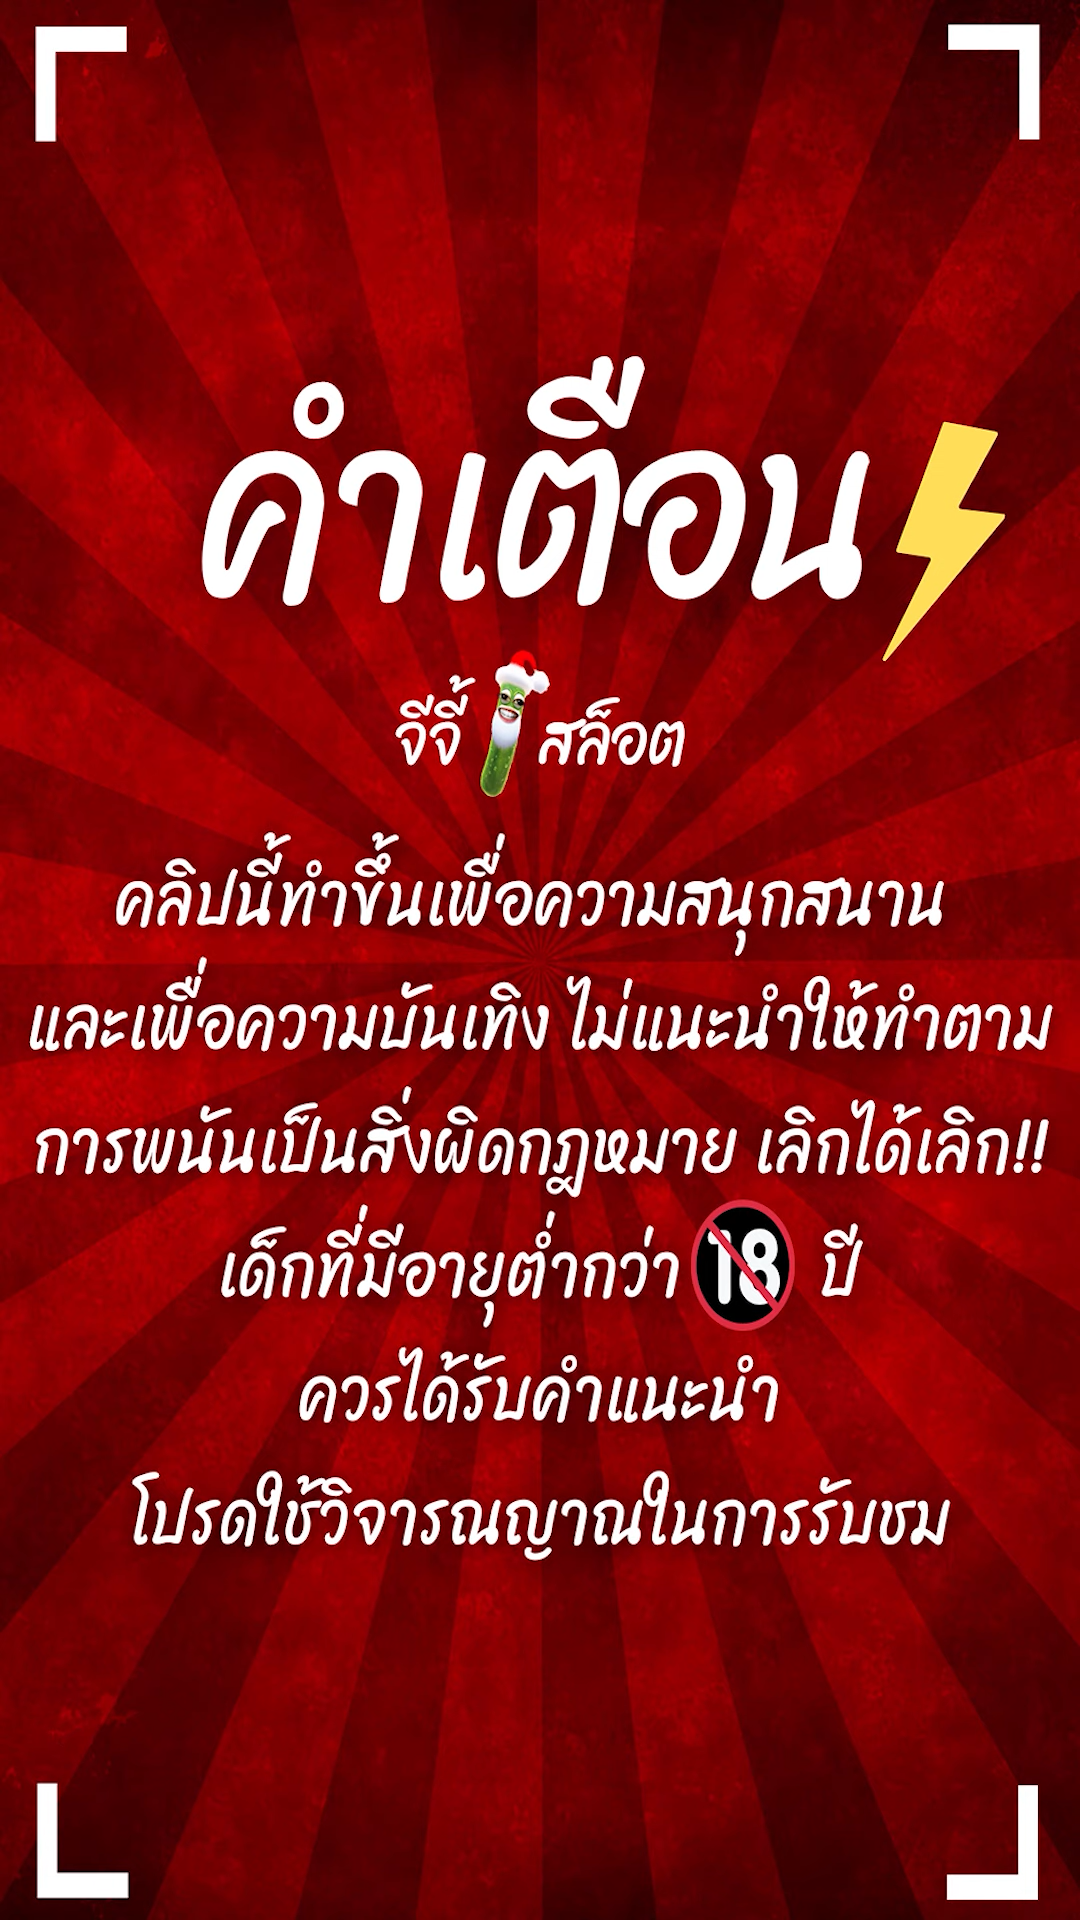 คำเตือน
จีจี้ สล็อต
คลิปนี้ทำขึ้นเพื่อความสนุกสนาน
และเพื่อความบันเทิง ไม่แนะนำให้ทำตาม
การพนันเป็นสิ่งผิดกฎหมาย เลิกได้เลิก!!
เด็กที่มีอายุต่ำกว่า 18 ปี
ควรได้รับคำแนะนำ
โปรดใช้วิจารณญาณในการรับชม